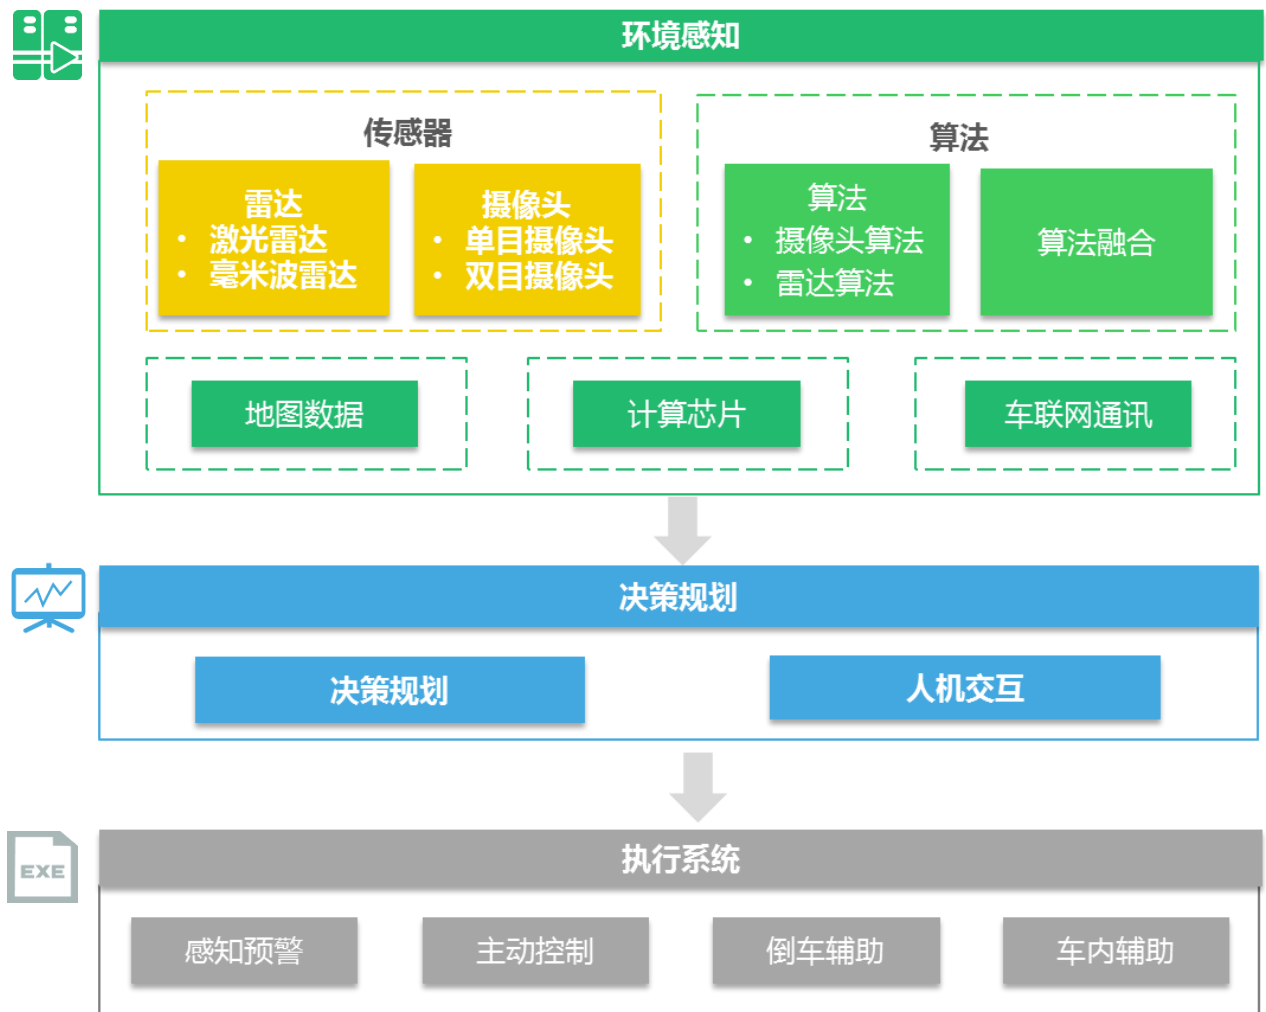 环境感知
传感器
雷达
• 激光雷达
• 毫米波雷达
摄像头
• 单目摄像头
• 双目摄像头
算法
算法
• 摄像头算法
• 雷达算法
算法融合
地图数据
计算芯片
车联网通讯
决策规划
决策规划
人机交互
EXE
执行系统
感知预警
主动控制
倒车辅助
车内辅助